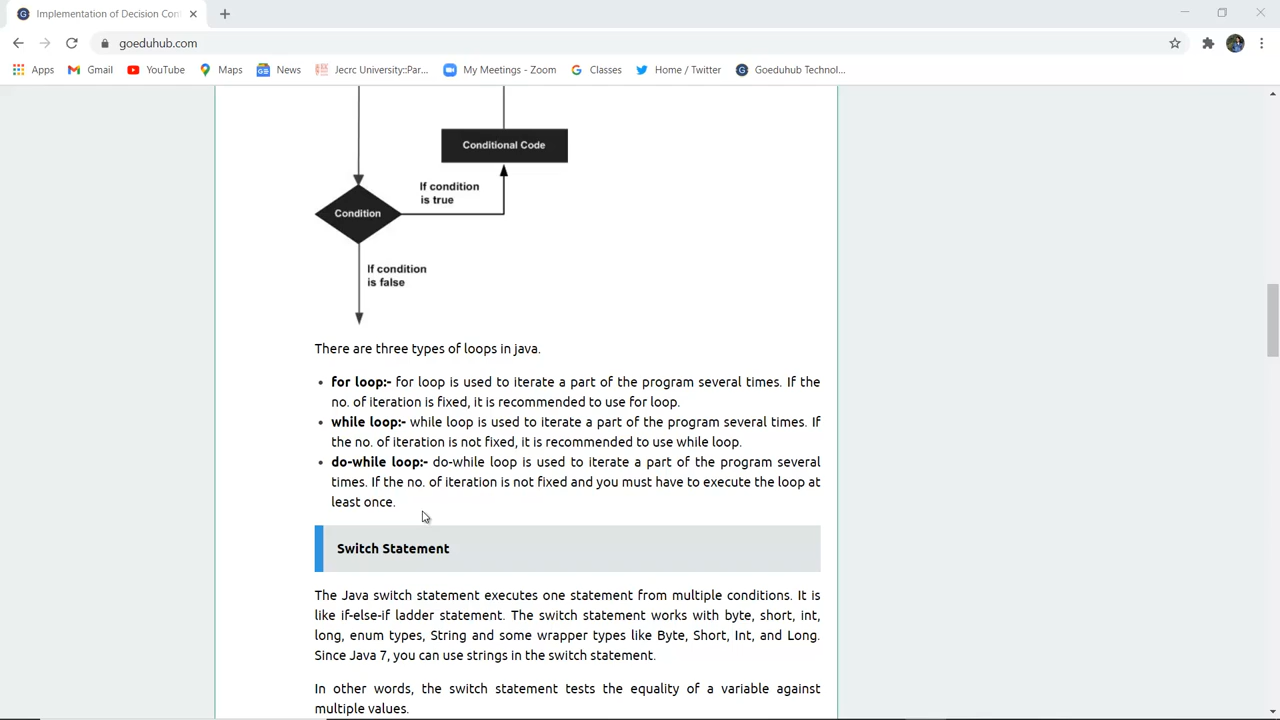 Implementation of Decision Con
goeduhub.com
Apps Gmail YouTube Maps News Jecrc University::Par... My Meetings - Zoom Classes Home / Twitter Goeduhub Technol...
Conditional Code
If condition
is true
Condition
If condition
is false
There are three types of loops in java.
• for loop:- for loop is used to iterate a part of the program several times. If the
no. of iteration is fixed, it is recommended to use for loop.
• while loop:- while loop is used to iterate a part of the program several times. If
the no. of iteration is not fixed, it is recommended to use while loop.
• do-while loop:- do-while loop is used to iterate a part of the program several
times. If the no. of iteration is not fixed and you must have to execute the loop at
least once.
Switch Statement
The Java switch statement executes one statement from multiple conditions. It is
like if-else-if ladder statement. The switch statement works with byte, short, int,
long, enum types, String and some wrapper types like Byte, Short, Int, and Long.
Since Java 7, you can use strings in the switch statement.
In other words, the switch statement tests the equality of a variable against
multiple values.